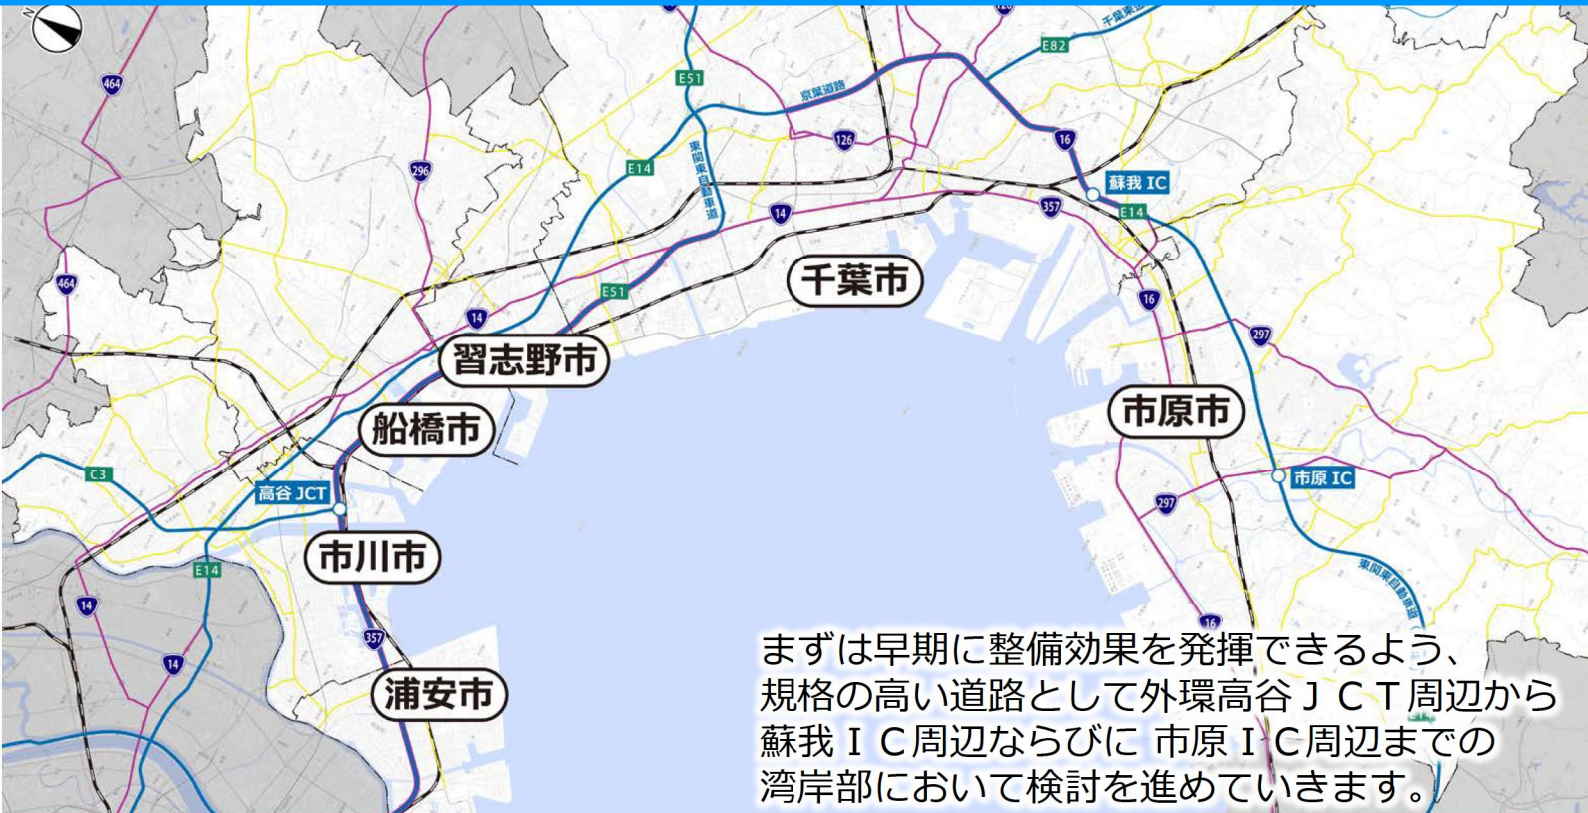 N
464
296
E51
京葉道路
126
E82
千葉東金
16
蘇我 IC
E14
東関東自動車道
E14
14
357
464
14
E51
千葉市
16
297
習志野市
船橋市
市原市
C3
高谷 JCT
市原 IC
297
市川市
E14
東関東自動車道
14
357
16
14
浦安市
まずは早期に整備効果を発揮できるよう、
規格の高い道路として外環高谷ＪＣＴ周辺から
蘇我ＩＣ周辺ならびに 市原ＩＣ周辺までの
湾岸部において検討を進めていきます。